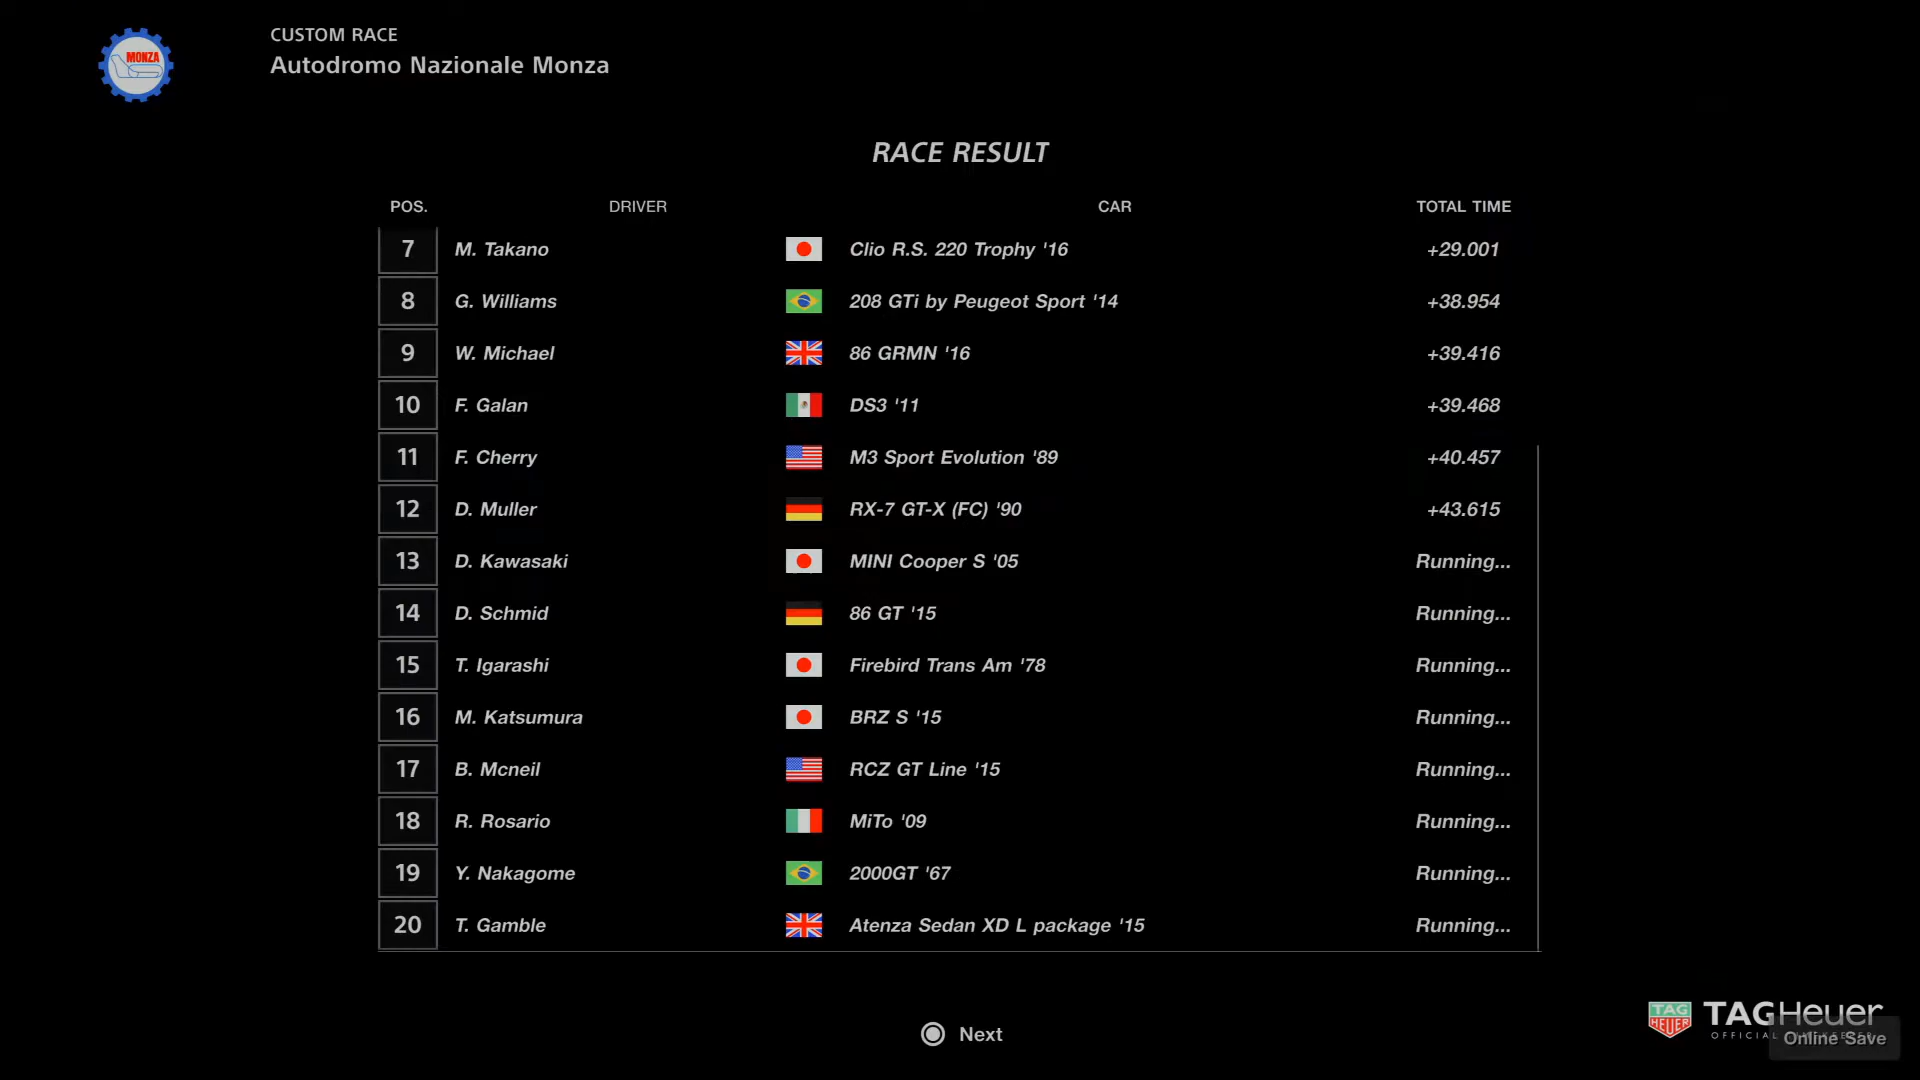 MONZA
CUSTOM RACE
Autodromo Nazionale Monza
RACE RESULT
POS. DRIVER CAR TOTAL TIME
7 M. Takano Clio R.S. 220 Trophy '16 +29.001
8 G. Williams 208 GTi by Peugeot Sport '14 +38.954
9 W. Michael 86 GRMN '16 +39.416
10 F. Galan DS3 '11 +39.468
11 F. Cherry M3 Sport Evolution '89 +40.457
12 D. Muller RX-7 GT-X (FC) '90 +43.615
13 D. Kawasaki MINI Cooper S '05 Running...
14 D. Schmid 86 GT '15 Running...
15 T. Igarashi Firebird Trans Am '78 Running...
16 M. Katsumura BRZ S '15 Running...
17 B. Mcneil RCZ GT Line '15 Running...
18 R. Rosario MiTo '09 Running...
19 Y. Nakagome 2000GT '67 Running...
20 T. Gamble Atenza Sedan XD L package '15 Running...
Next
TAG HEUER
TAGHeuer
OFFICIAL
Online Save